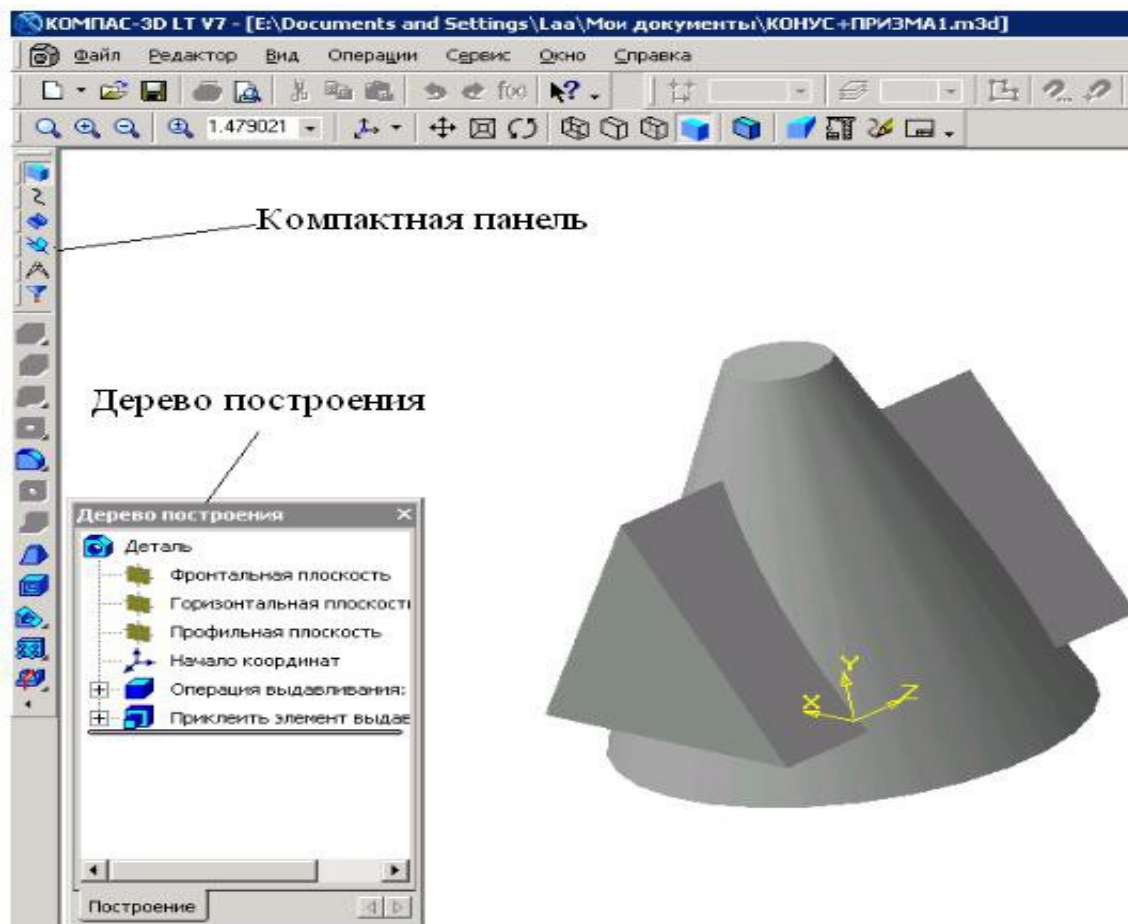 КОМПАС-3D LT V7 - [E:\Documents and Settings\Laa\Мои документы\КОНУС+ПРИЗМА1.m3d]
Файл Редактор Вид Операции Сервис Окно Справка
f(x)
1.479021
Компактная панель
Дерево построения
Дерево построения
Деталь
Фронтальная плоскость
Горизонтальная плоскость
Профильная плоскость
Начало координат
Операция выдавливания:
Приклеить элемент выдав
Построение
Y
X
Z